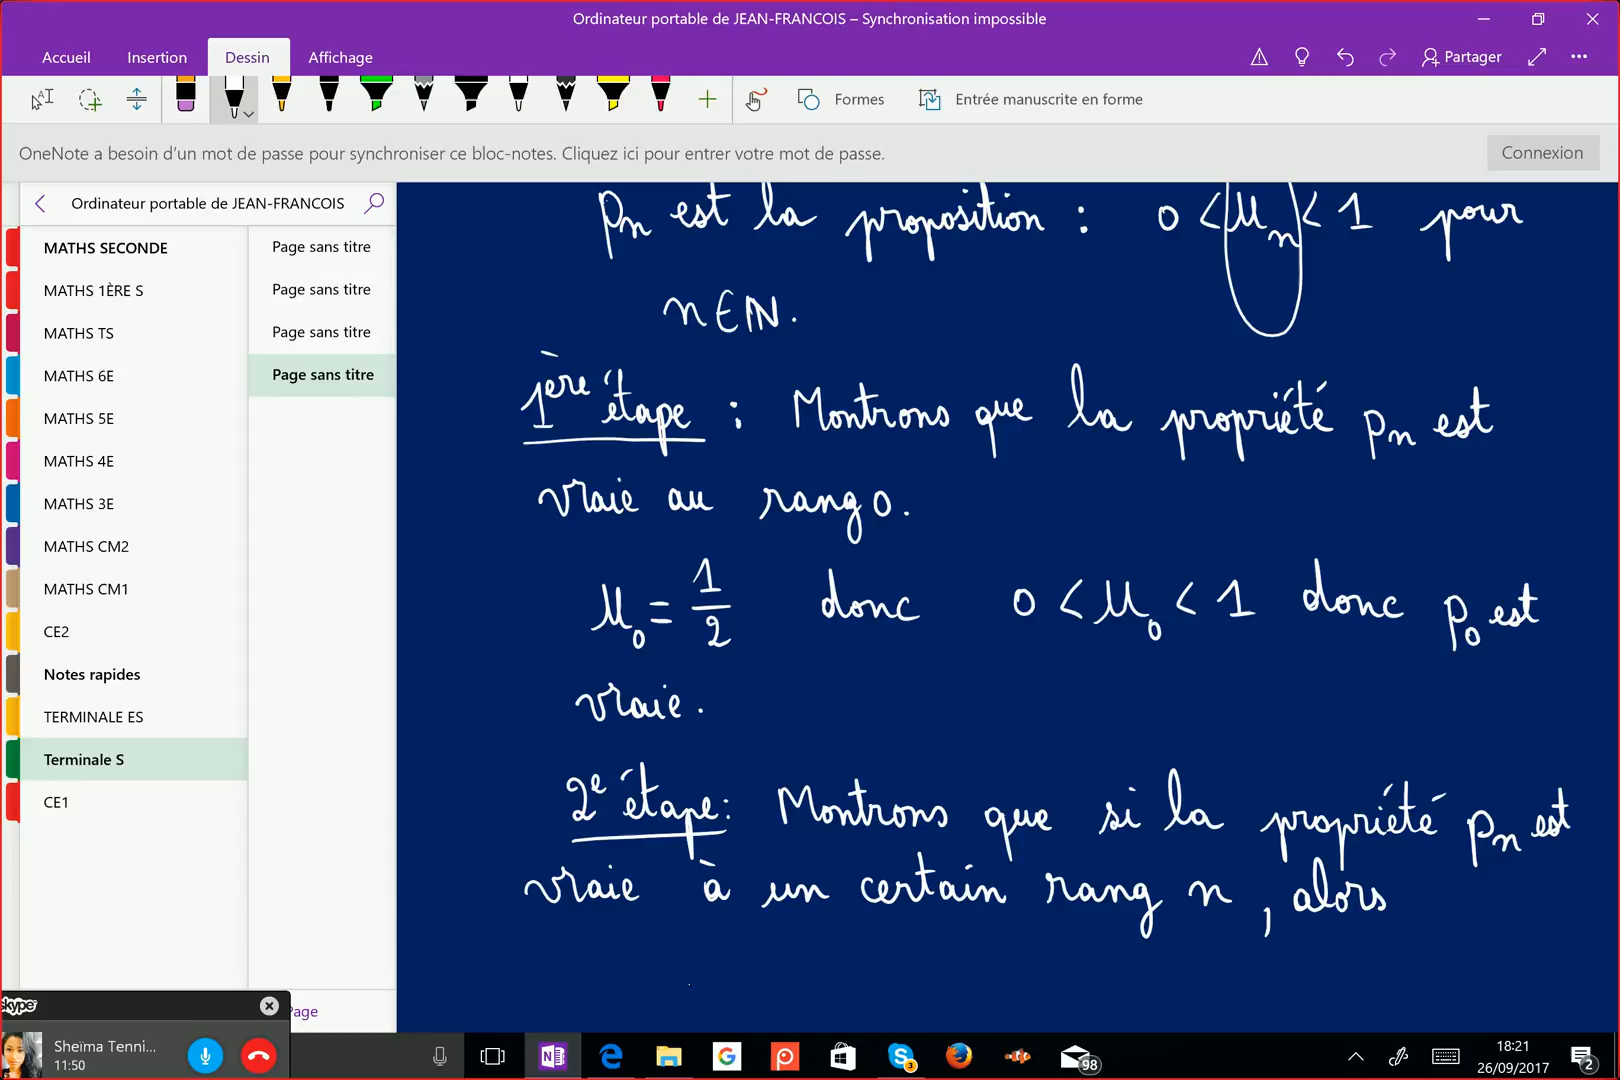 Ordinateur portable de JEAN-FRANCOIS – Synchronisation impossible
Accueil Insertion Dessin Affichage Partager
Formes Entrée manuscrite en forme
OneNote a besoin d'un mot de passe pour synchroniser ce bloc-notes. Cliquez ici pour entrer votre mot de passe. Connexion
Ordinateur portable de JEAN-FRANCOIS
MATHS SECONDE
MATHS 1ÈRE S
MATHS TS
MATHS 6E
MATHS 5E
MATHS 4E
MATHS 3E
MATHS CM2
MATHS CM1
CE2
Notes rapides
TERMINALE ES
Terminale S
CE1
Page sans titre
Page sans titre
Page sans titre
Page sans titre
Page
Pn est la proposition : 0 < Un < 1 pour
n ∈ ℕ.
1ère étape : Montrons que la propriété Pn est
vraie au rang 0.
U0 = 1/2 donc 0 < U0 < 1 donc P0 est
vraie.
2e étape : Montrons que si la propriété Pn est
vraie à un certain rang n, alors
skype
Sheïma Tenni...
11:50
98
18:21
26/09/2017
2